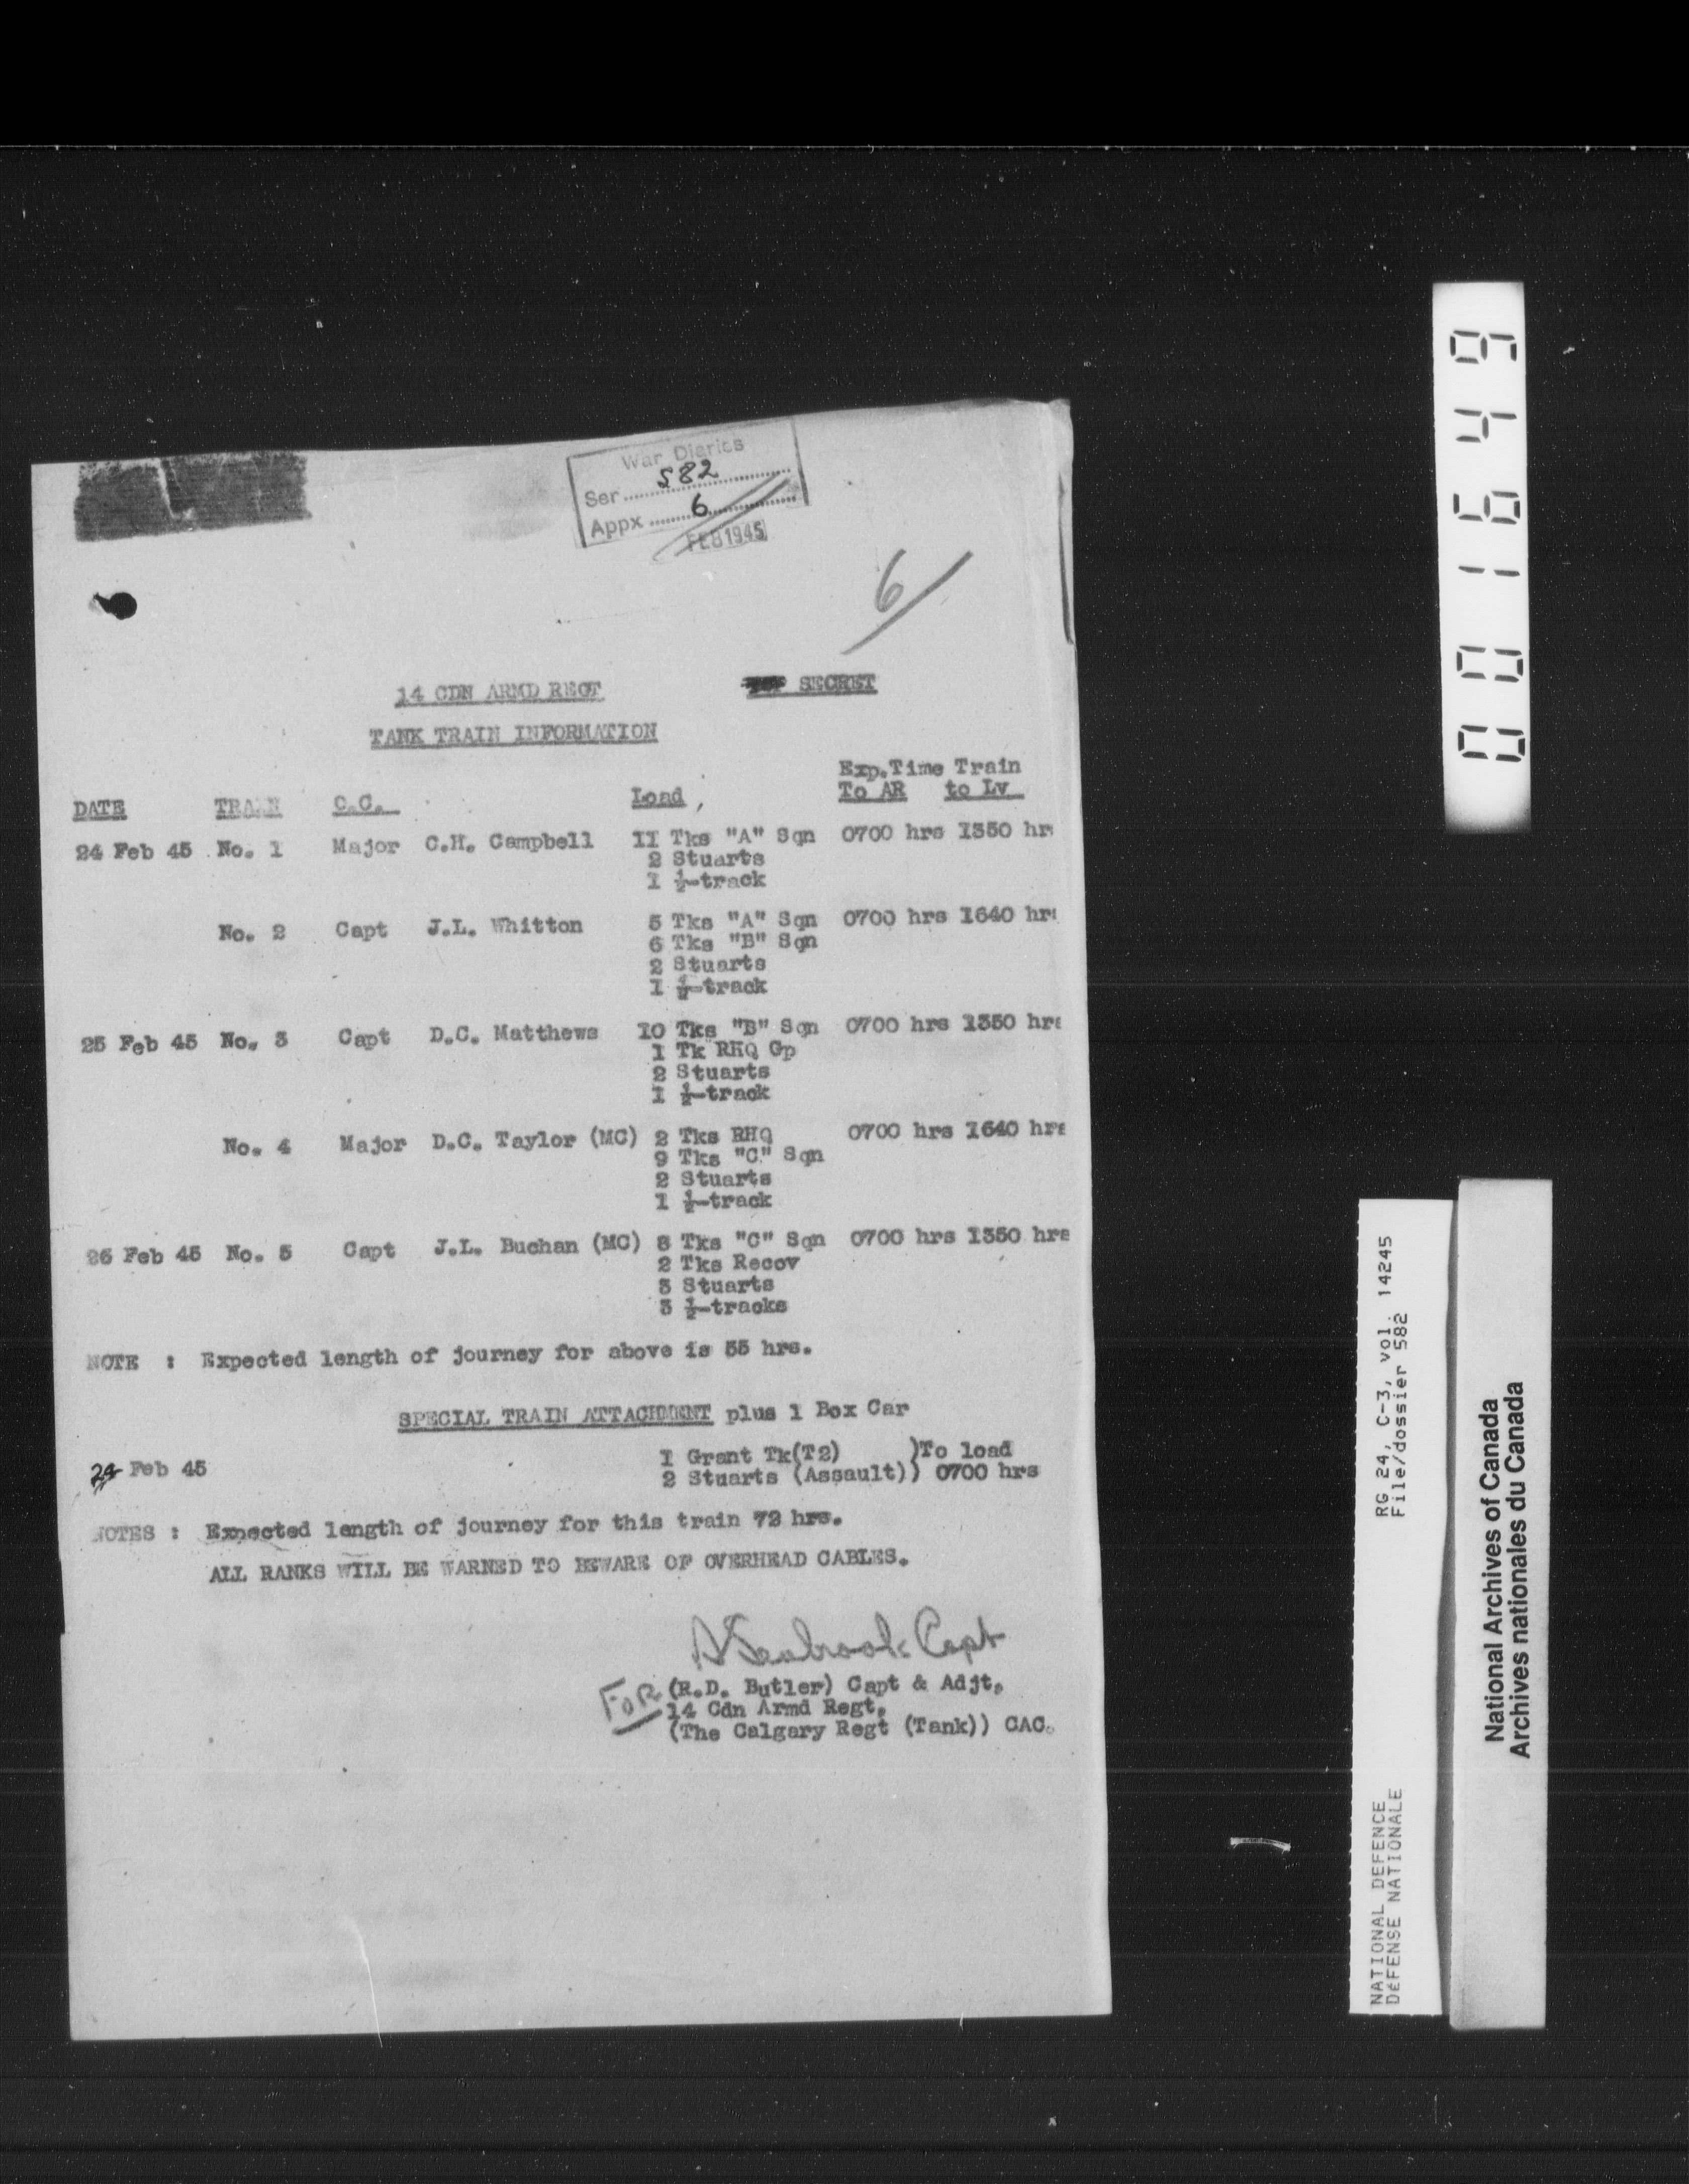 War Diaries
Ser 582
Appx 6
FEB 1945
6
14 CDN ARMD REGT SECRET
TANK TRAIN INFORMATION
Exp.Time Train
DATE TRAIN C.C. Load To AR to Lv
24 Feb 45 No. 1 Major C.H. Campbell 11 Tks "A" Sqn 0700 hrs 1350 hr
2 Stuarts
1 ½-track
No. 2 Capt J.L. Whitton 5 Tks "A" Sqn 0700 hrs 1640 hr
6 Tks "B" Sqn
2 Stuarts
1 ½-track
25 Feb 45 No. 3 Capt D.C. Matthews 10 Tks "B" Sqn 0700 hrs 1350 hrs
1 Tk RHQ Gp
2 Stuarts
1 ½-track
No. 4 Major D.C. Taylor (MC) 2 Tks RHQ 0700 hrs 1640 hrs
9 Tks "C" Sqn
2 Stuarts
1 ½-track
26 Feb 45 No. 5 Capt J.L. Buchan (MC) 8 Tks "C" Sqn 0700 hrs 1350 hrs
2 Tks Recov
3 Stuarts
3 ½-tracks
NOTE : Expected length of journey for above is 55 hrs.
SPECIAL TRAIN ATTACHMENT plus 1 Box Car
Feb 45 1 Grant Tk(T2) )To load
2 Stuarts (Assault)) 0700 hrs
NOTES : Expected length of journey for this train 72 hrs.
ALL RANKS WILL BE WARNED TO BEWARE OF OVERHEAD CABLES.
Seabrook Capt
FOR (R.D. Butler) Capt & Adjt,
14 Cdn Armd Regt,
(The Calgary Regt (Tank)) CAC.
001649
RG 24, C-3, vol. 14245
File/dossier 582
NATIONAL DEFENCE
DÉFENSE NATIONALE
National Archives of Canada
Archives nationales du Canada